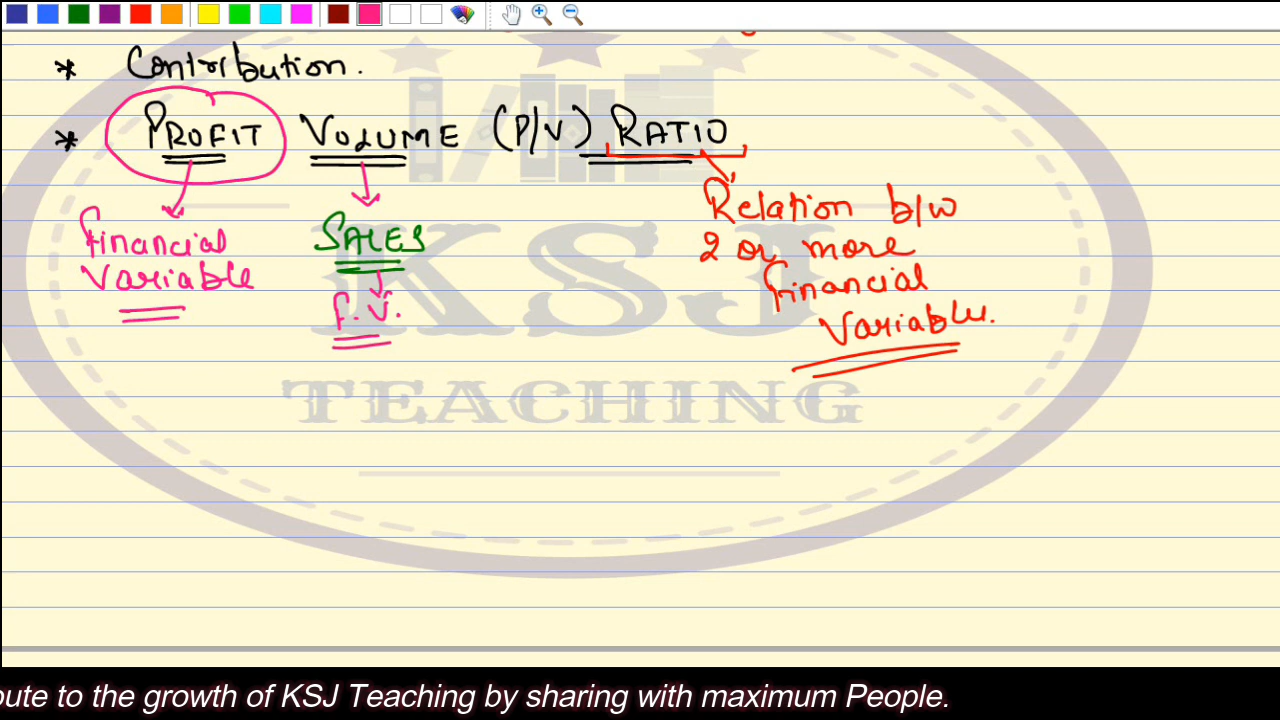 * Contribution.
* PROFIT VOLUME (P/V) RATIO
Financial
Variable
SALES
F.V.
Relation b/w
2 or more
Financial
Variable.
KSJ
TEACHING
oute to the growth of KSJ Teaching by sharing with maximum People.